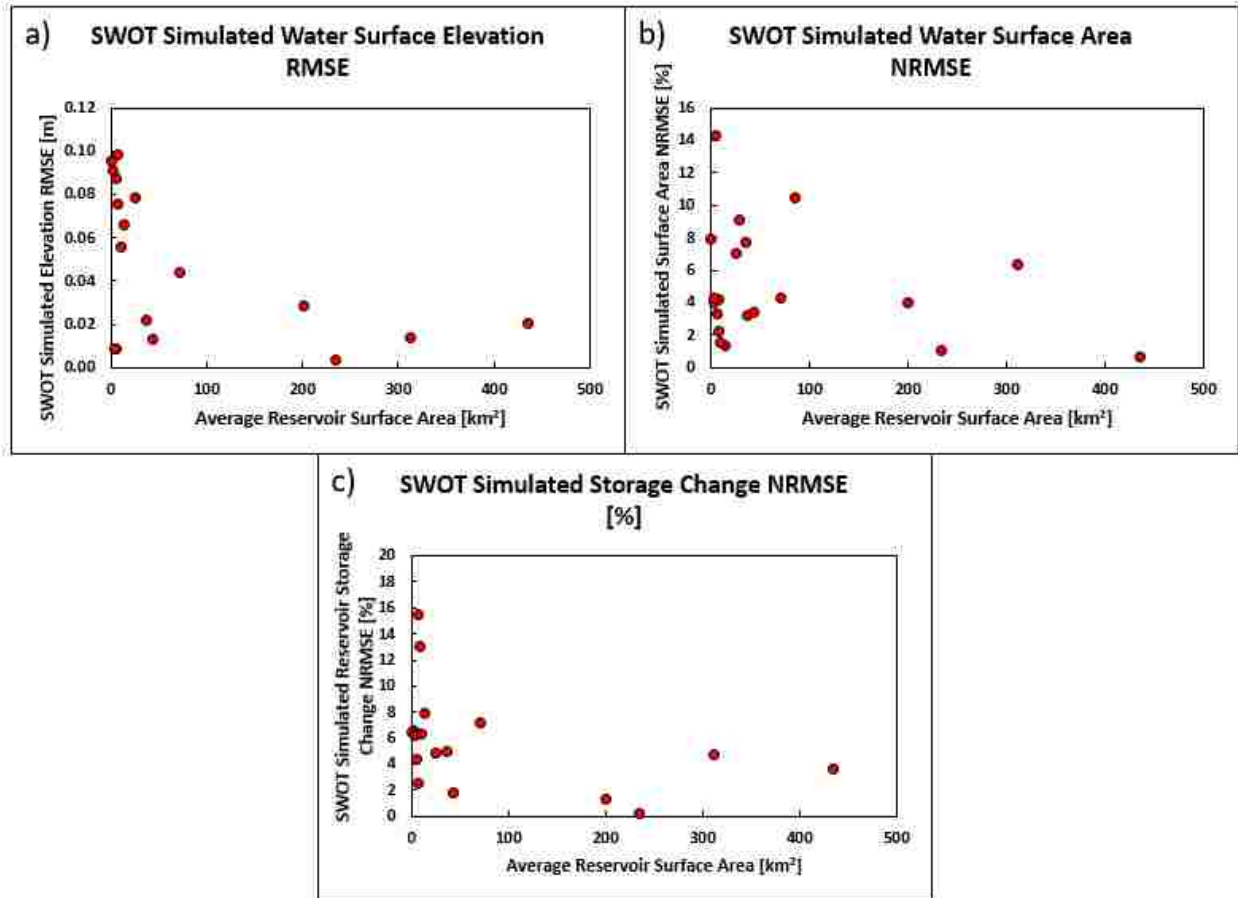 a) SWOT Simulated Water Surface Elevation
RMSE
SWOT Simulated Elevation RMSE [m]
0.12
0.10
0.08
0.06
0.04
0.02
0.00
0 100 200 300 400 500
Average Reservoir Surface Area [km²]
b) SWOT Simulated Water Surface Area
NRMSE
SWOT Simulated Surface Area NRMSE [%]
16
14
12
10
8
6
4
2
0
0 100 200 300 400 500
Average Reservoir Surface Area [km²]
c) SWOT Simulated Storage Change NRMSE
[%]
SWOT Simulated Reservoir Storage
Change NRMSE [%]
20
18
16
14
12
10
8
6
4
2
0
0 100 200 300 400 500
Average Reservoir Surface Area [km²]